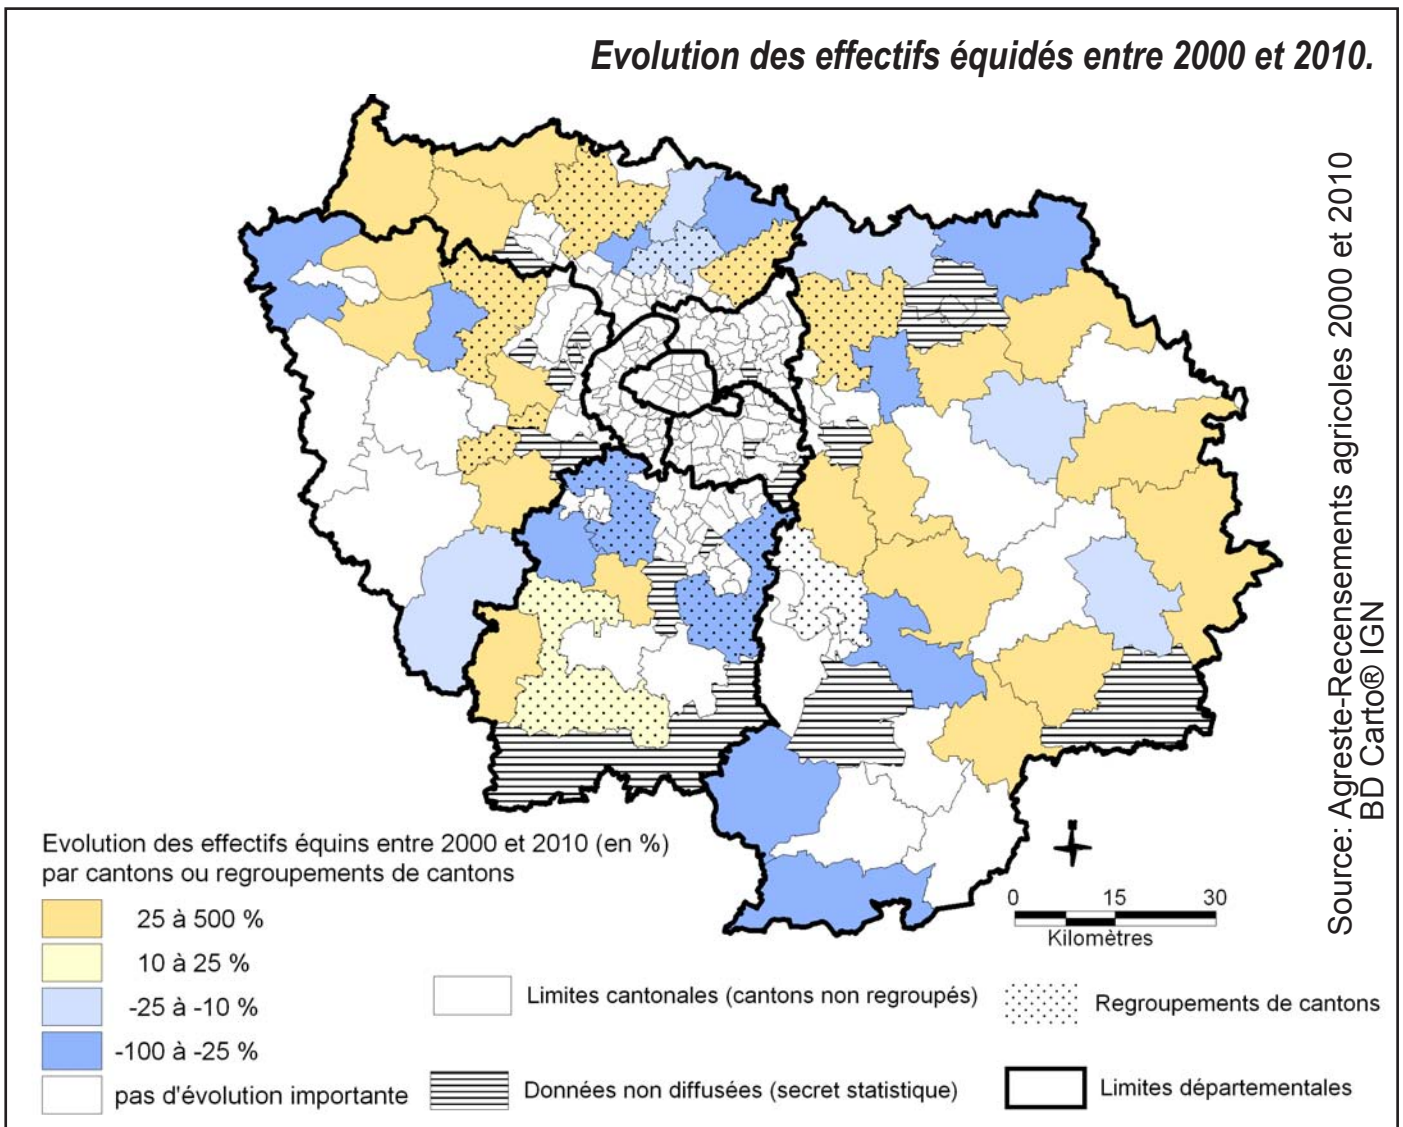 Evolution des effectifs équidés entre 2000 et 2010.
Source: Agreste-Recensements agricoles 2000 et 2010
BD Carto® IGN
Evolution des effectifs équins entre 2000 et 2010 (en %)
par cantons ou regroupements de cantons
25 à 500 %
10 à 25 %
-25 à -10 %
-100 à -25 %
pas d'évolution importante
Limites cantonales (cantons non regroupés)
Données non diffusées (secret statistique)
Regroupements de cantons
Limites départementales
N
0 15 30
Kilomètres